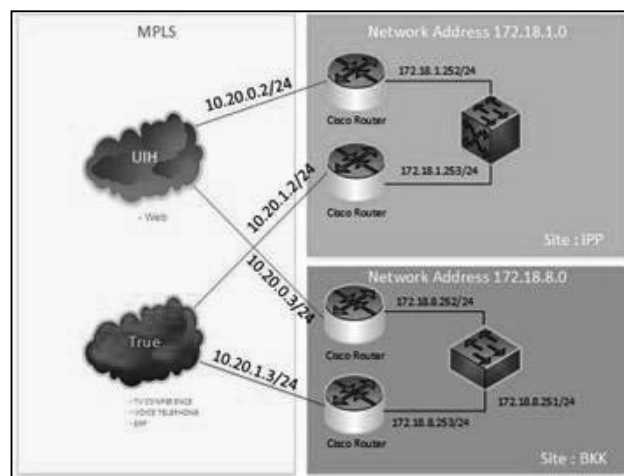 MPLS
UIH
- Web
True
- TV CONFERENCE
- VOICE TELEPHONE
- ERP
10.20.0.2/24
10.20.1.2/24
10.20.0.3/24
10.20.1.3/24
Network Address 172.18.1.0
172.18.1.252/24
Cisco Router
172.18.1.253/24
Cisco Router
Site : IPP
Network Address 172.18.8.0
172.18.8.252/24
Cisco Router
172.18.8.251/24
Cisco Router
172.18.8.253/24
Site : BKK